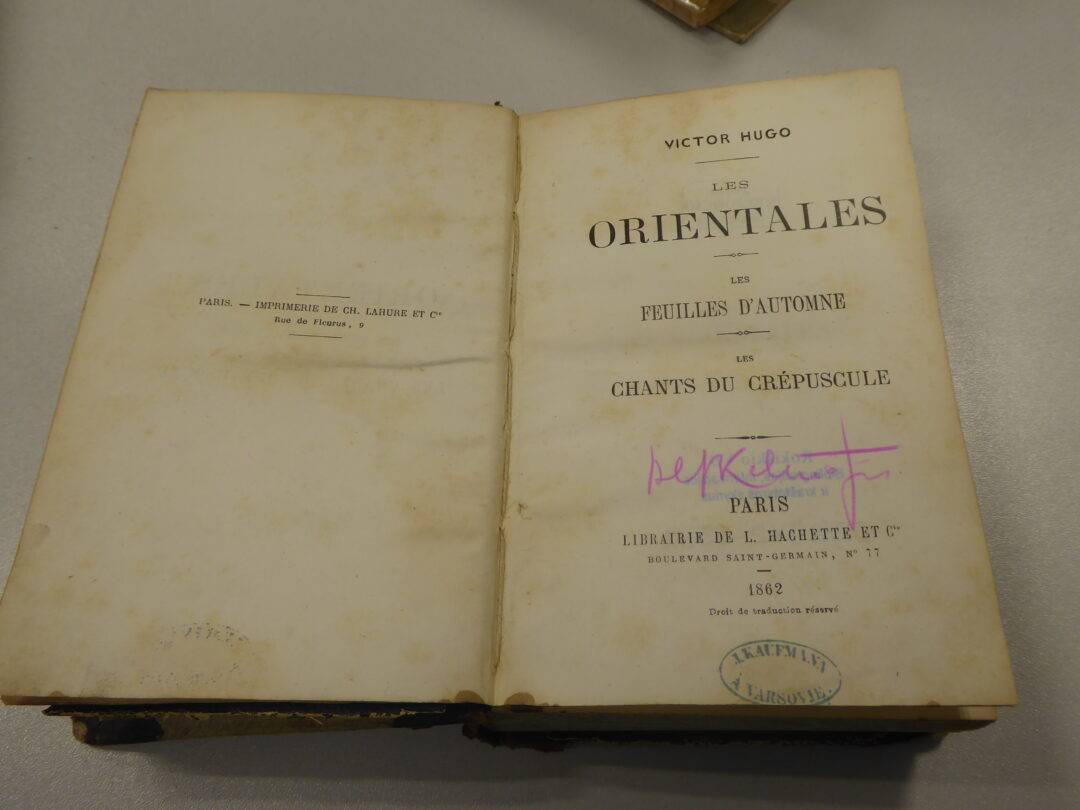 PARIS. — IMPRIMERIE DE CH. LAHURE ET Cie
Rue de Fleurus, 9
VICTOR HUGO
LES
ORIENTALES
LES
FEUILLES D'AUTOMNE
LES
CHANTS DU CRÉPUSCULE
PARIS
LIBRAIRIE DE L. HACHETTE ET Cie
BOULEVARD SAINT-GERMAIN, No 77
1862
Droit de traduction réservé
KAUFMANA
À VARSOVIE.